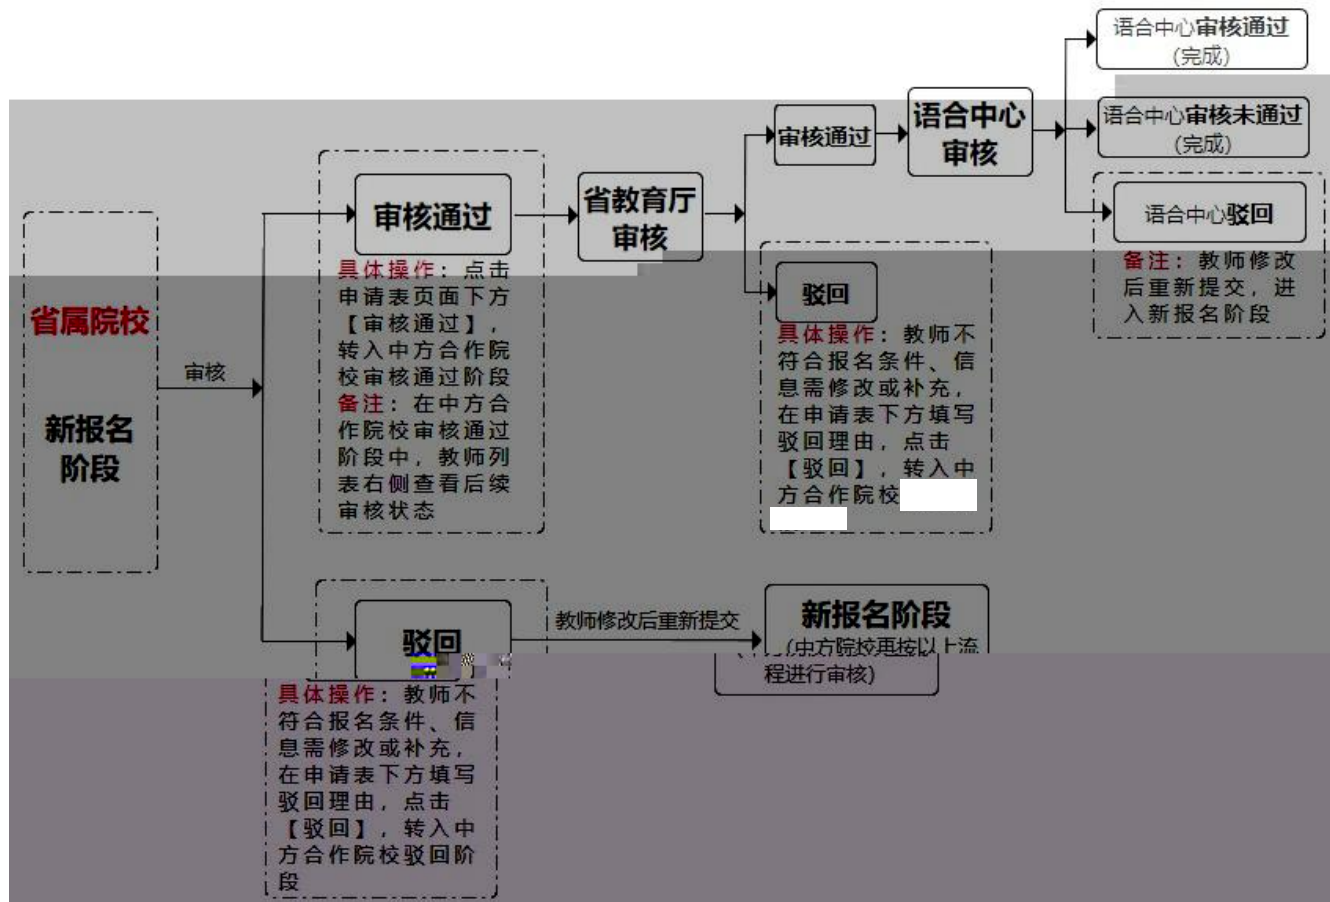 省属院校
新报名
阶段
审核
审核通过
具体操作：点击
申请表页面下方
【审核通过】，
转入中方合作院
校审核通过阶段
备注：在中方合
作院校审核通过
阶段中，教师列
表右侧查看后续
审核状态
驳回
具体操作：教师不
符合报名条件、信
息需修改或补充，
在申请表下方填写
驳回理由，点击
【驳回】，转入中
方合作院校驳回阶
段
教师修改后重新提交
新报名阶段
（中方院校再按以上流
程进行审核）
省教育厅
审核
审核通过
驳回
具体操作：教师不
符合报名条件、信
息需修改或补充，
在申请表下方填写
驳回理由，点击
【驳回】，转入中
方合作院校
语合中心
审核
语合中心审核通过
（完成）
语合中心审核未通过
（完成）
语合中心驳回
备注：教师修改
后重新提交，进
入新报名阶段